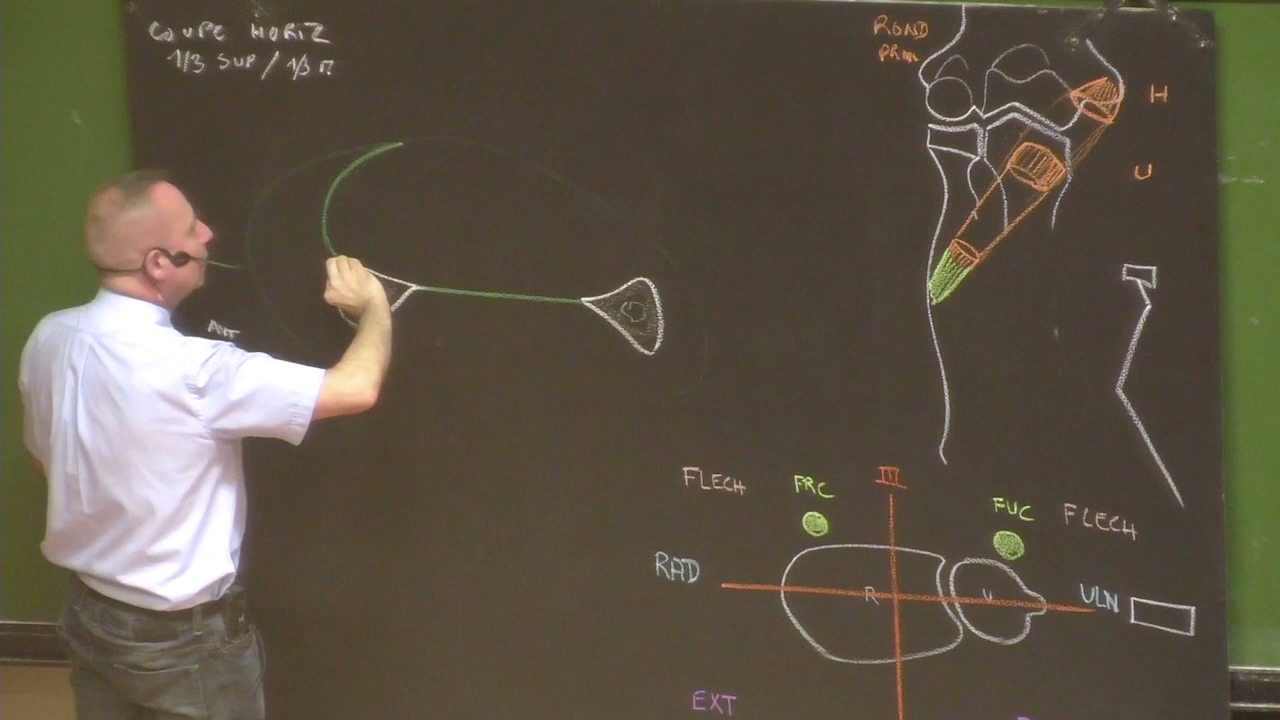 COUPE HORIZ
1/3 SUP / 1/3 M
ROND
PRON
H
U
ANT
FLECH
FRC
III
FUC
FLECH
RAD
R
U
ULN
EXT